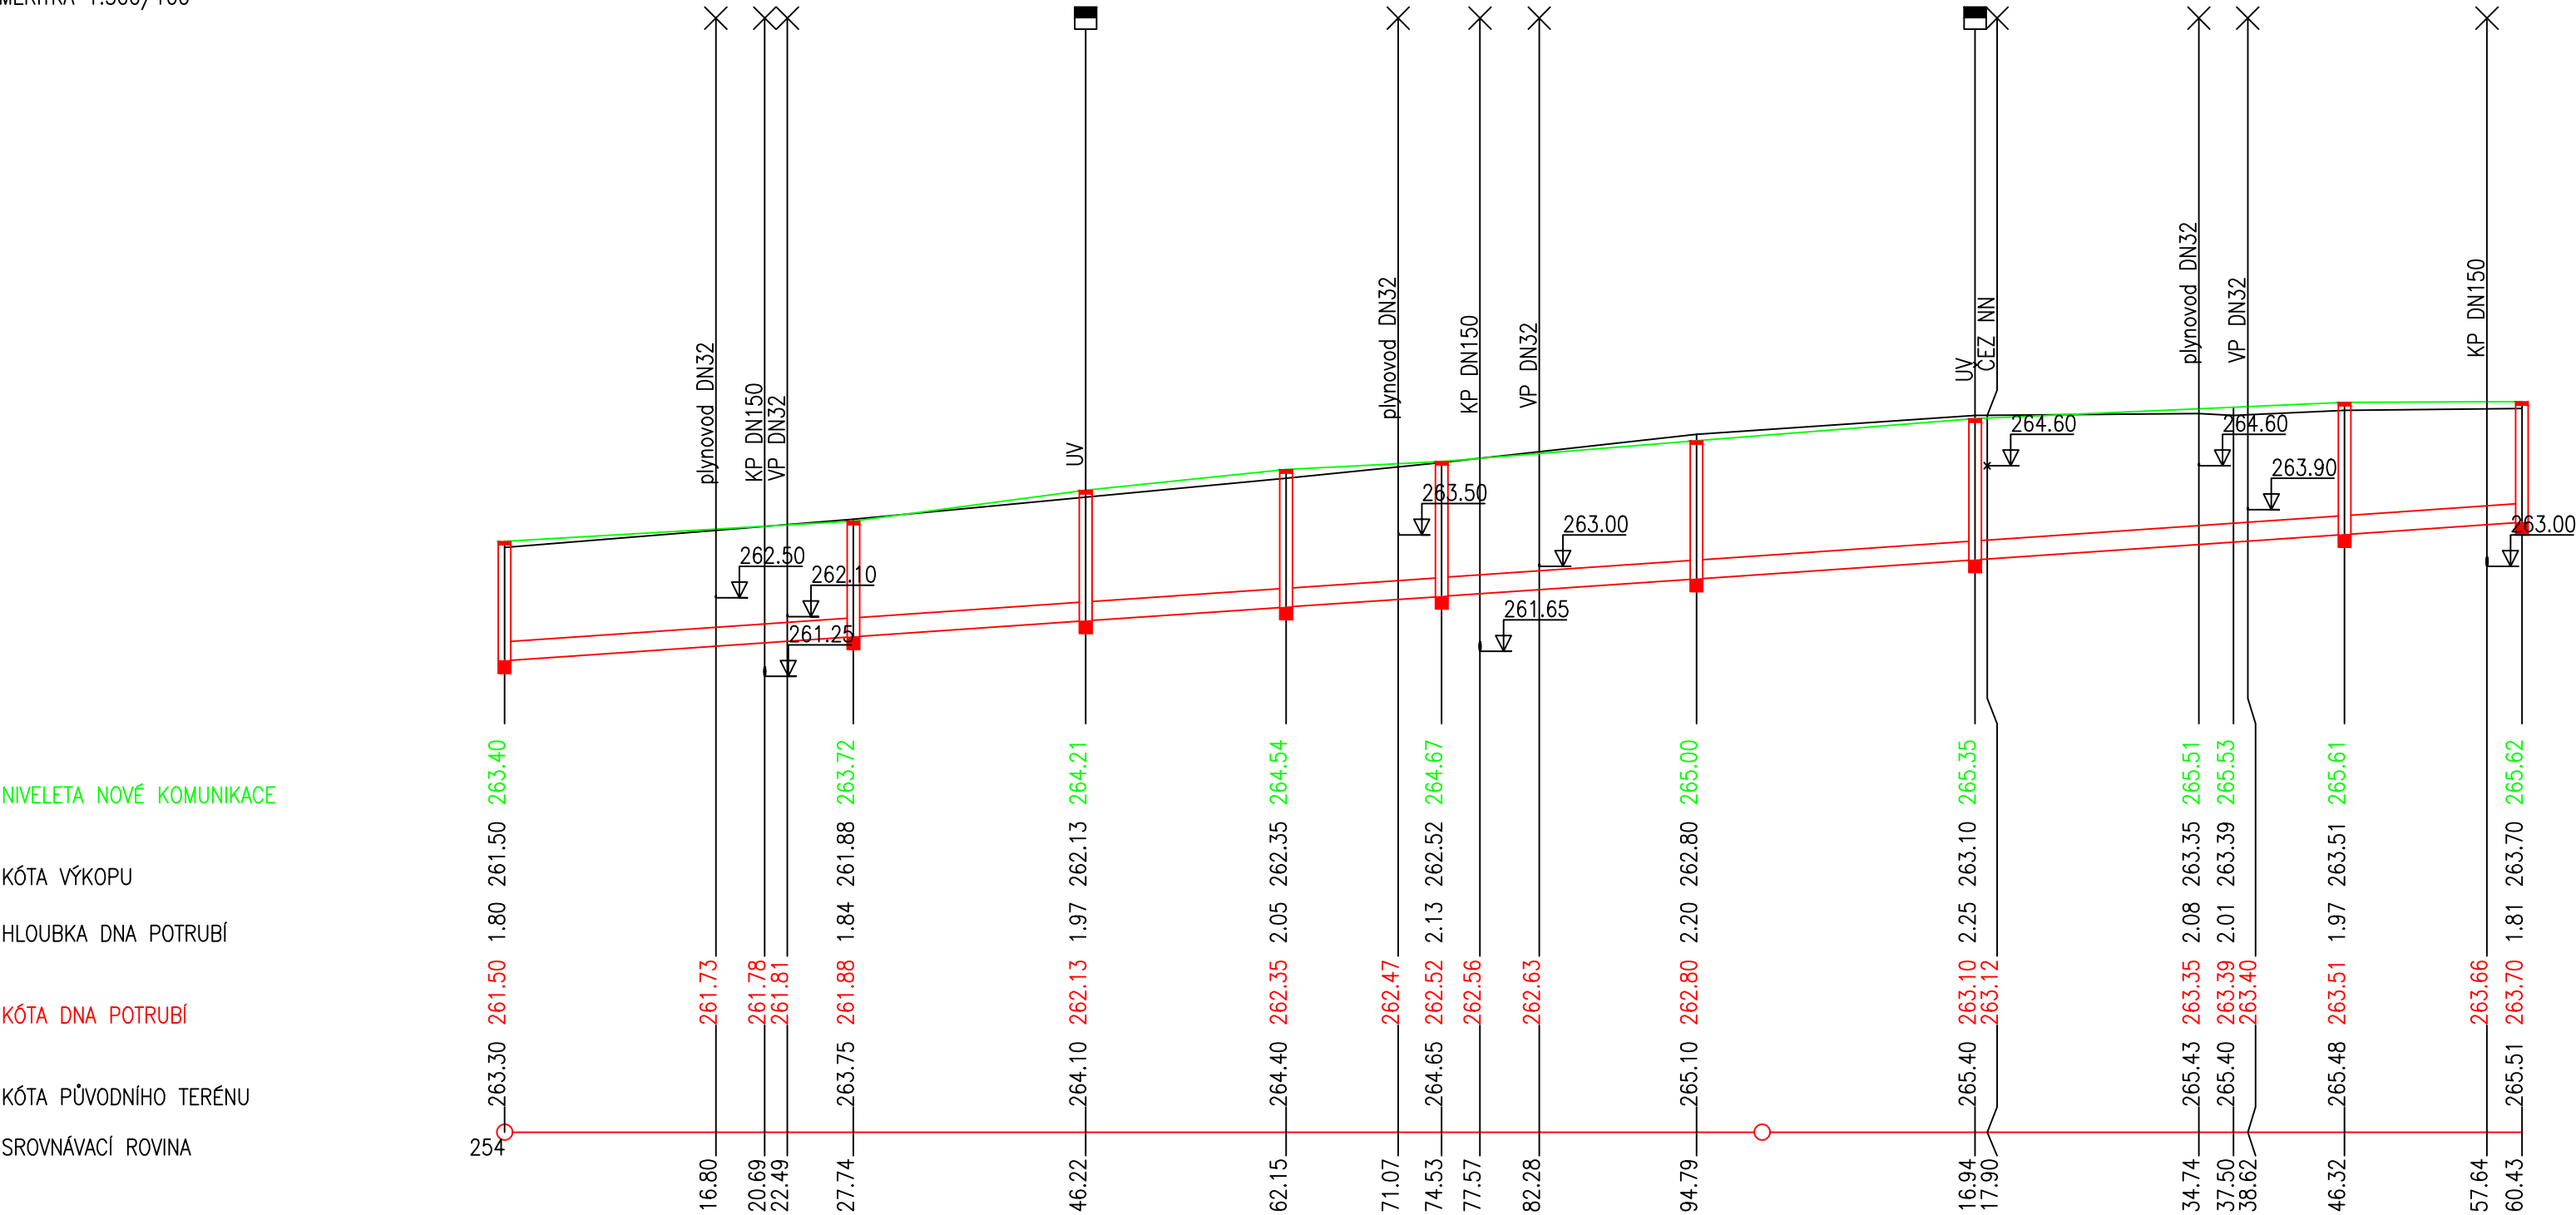 plynovod DN32
KP DN150
VP DN32
UV
plynovod DN32
KP DN150
VP DN32
UV
ČEZ NN
plynovod DN32
VP DN32
KP DN150
262.50
262.10
261.25
263.50
263.00
261.65
264.60
264.60
263.90
263.00
NIVELETA NOVÉ KOMUNIKACE
263.40 263.72 264.21 264.54 264.67 265.00 265.35 265.51 265.53 265.61 265.62
KÓTA VÝKOPU
261.50 261.88 262.13 262.35 262.52 262.80 263.10 263.35 263.39 263.51 263.70
HLOUBKA DNA POTRUBÍ
1.80 1.84 1.97 2.05 2.13 2.20 2.25 2.08 2.01 1.97 1.81
KÓTA DNA POTRUBÍ
261.50 261.73 261.78 261.81 261.88 262.13 262.35 262.47 262.52 262.56 262.63 262.80 263.10 263.12 263.35 263.39 263.40 263.51 263.66 263.70
KÓTA PŮVODNÍHO TERÉNU
263.30 263.75 264.10 264.40 264.65 265.10 265.40 265.43 265.40 265.48 265.51
SROVNÁVACÍ ROVINA
254
16.80 20.69 22.49 27.74 46.22 62.15 71.07 74.53 77.57 82.28 94.79 16.94 17.90 34.74 37.50 38.62 46.32 57.64 60.43